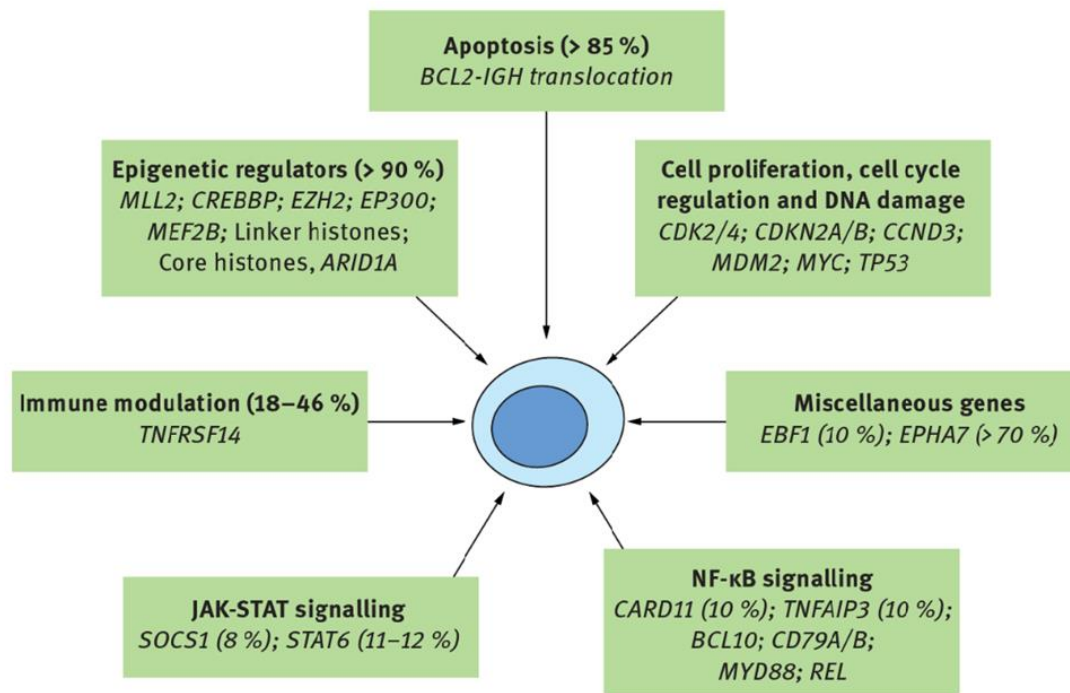 Apoptosis (> 85 %)
BCL2-IGH translocation
Epigenetic regulators (> 90 %)
MLL2; CREBBP; EZH2; EP300;
MEF2B; Linker histones;
Core histones, ARID1A
Cell proliferation, cell cycle
regulation and DNA damage
CDK2/4; CDKN2A/B; CCND3;
MDM2; MYC; TP53
Immune modulation (18–46 %)
TNFRSF14
Miscellaneous genes
EBF1 (10 %); EPHA7 (> 70 %)
JAK-STAT signalling
SOCS1 (8 %); STAT6 (11–12 %)
NF-κB signalling
CARD11 (10 %); TNFAIP3 (10 %);
BCL10; CD79A/B;
MYD88; REL